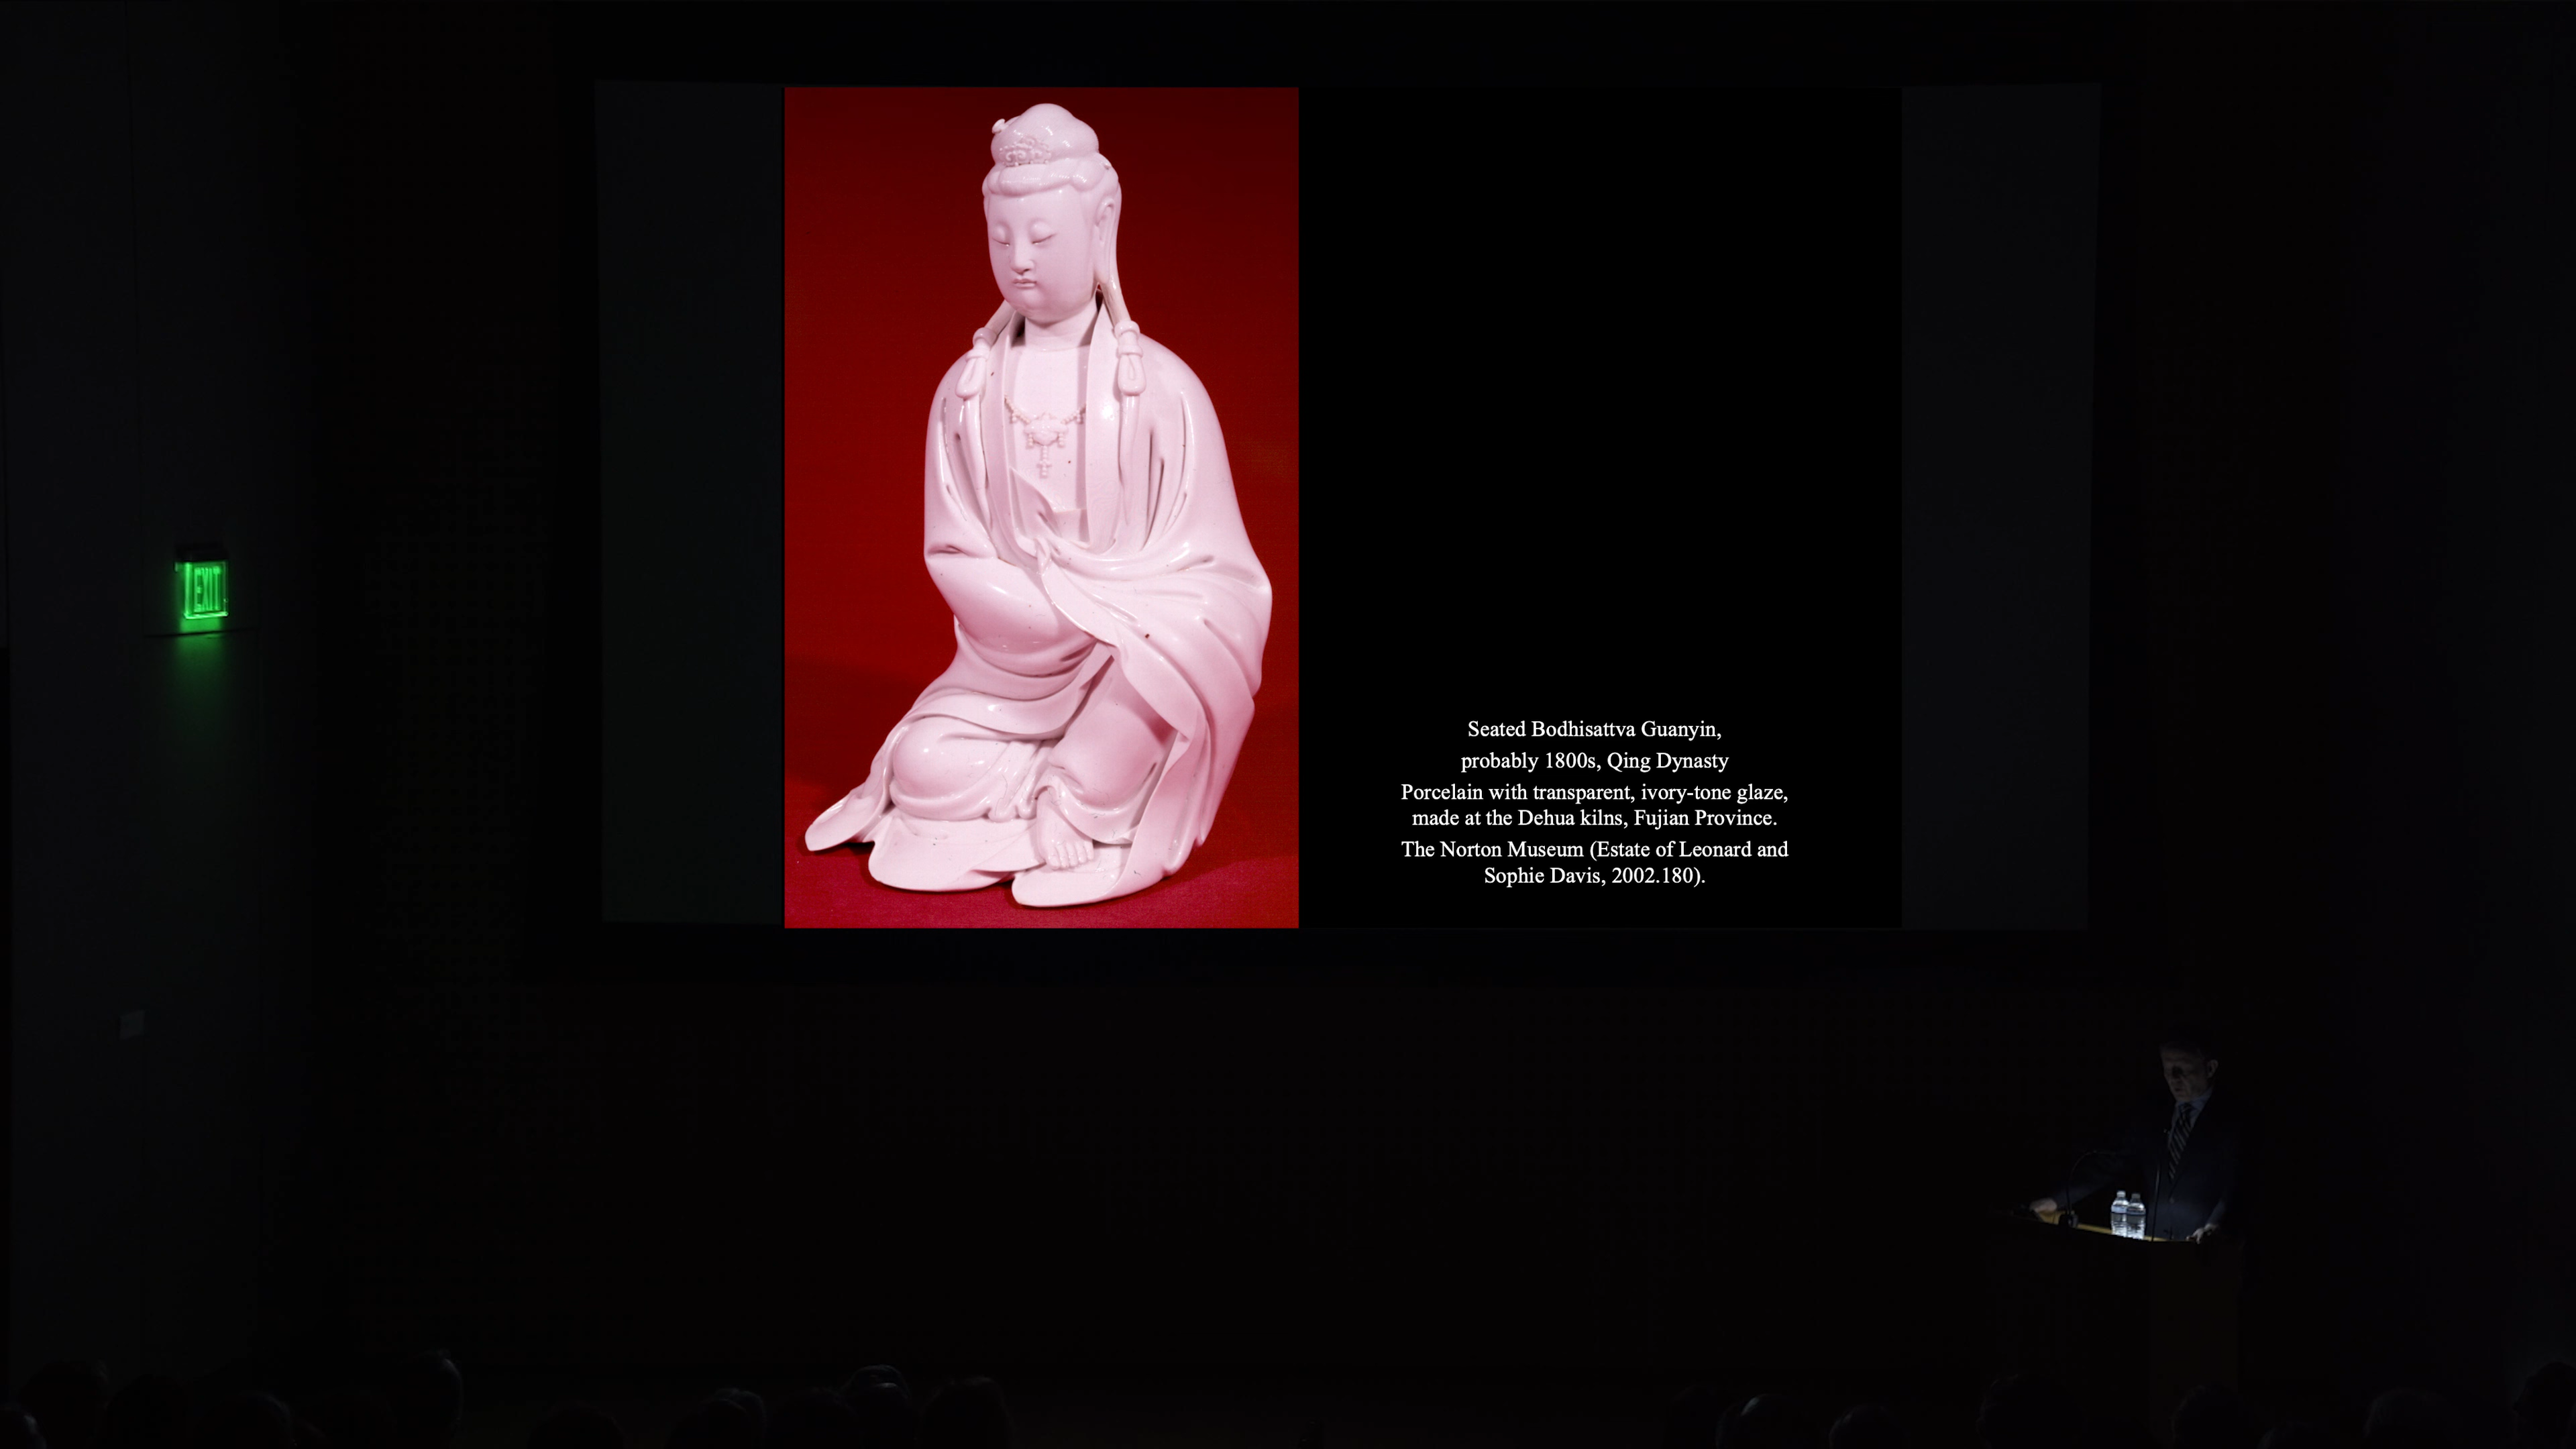 EXIT
Seated Bodhisattva Guanyin,
probably 1800s, Qing Dynasty
Porcelain with transparent, ivory-tone glaze,
made at the Dehua kilns, Fujian Province.
The Norton Museum (Estate of Leonard and
Sophie Davis, 2002.180).